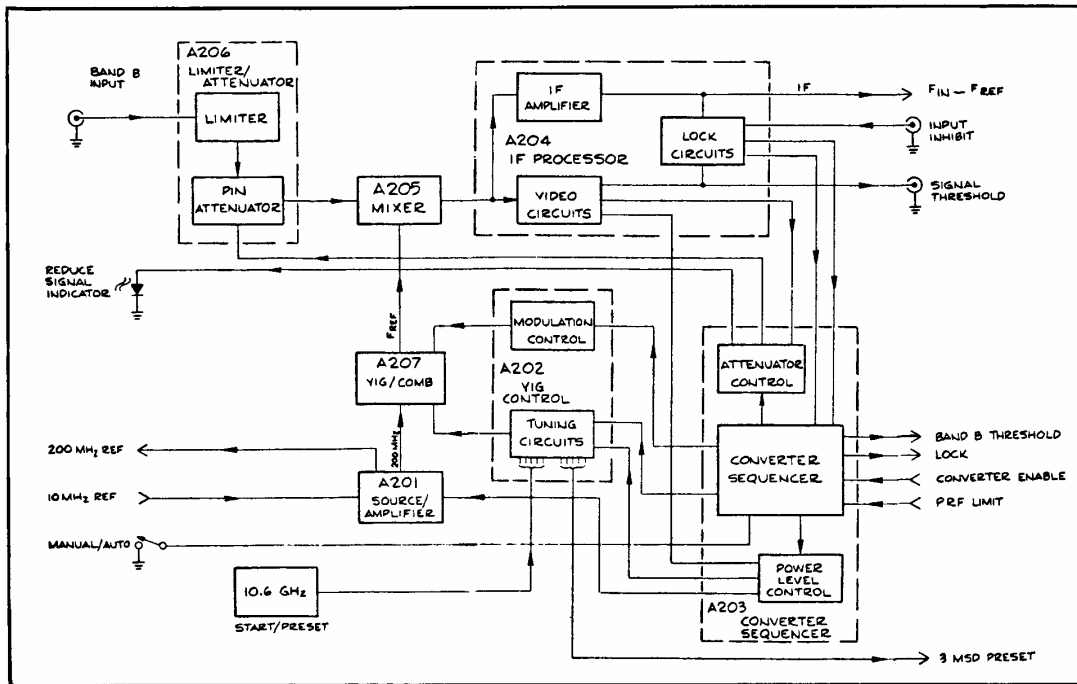 A206
LIMITER/
ATTENUATOR
BAND B
INPUT
LIMITER
PIN
ATTENUATOR
A205
MIXER
IF
AMPLIFIER
A204
IF PROCESSOR
VIDEO
CIRCUITS
LOCK
CIRCUITS
IF
FIN - FREF
INPUT
INHIBIT
SIGNAL
THRESHOLD
REDUCE
SIGNAL
INDICATOR
FREF
MODULATION
CONTROL
A202
YIG
CONTROL
TUNING
CIRCUITS
A207
YIG/COMB
200 MHz
ATTENUATOR
CONTROL
CONVERTER
SEQUENCER
BAND B THRESHOLD
LOCK
CONVERTER ENABLE
PRF LIMIT
200 MHz REF
10 MHz REF
A201
SOURCE/
AMPLIFIER
MANUAL/AUTO
10.6 GHz
START/PRESET
POWER
LEVEL
CONTROL
A203
CONVERTER
SEQUENCER
3 MSD PRESET